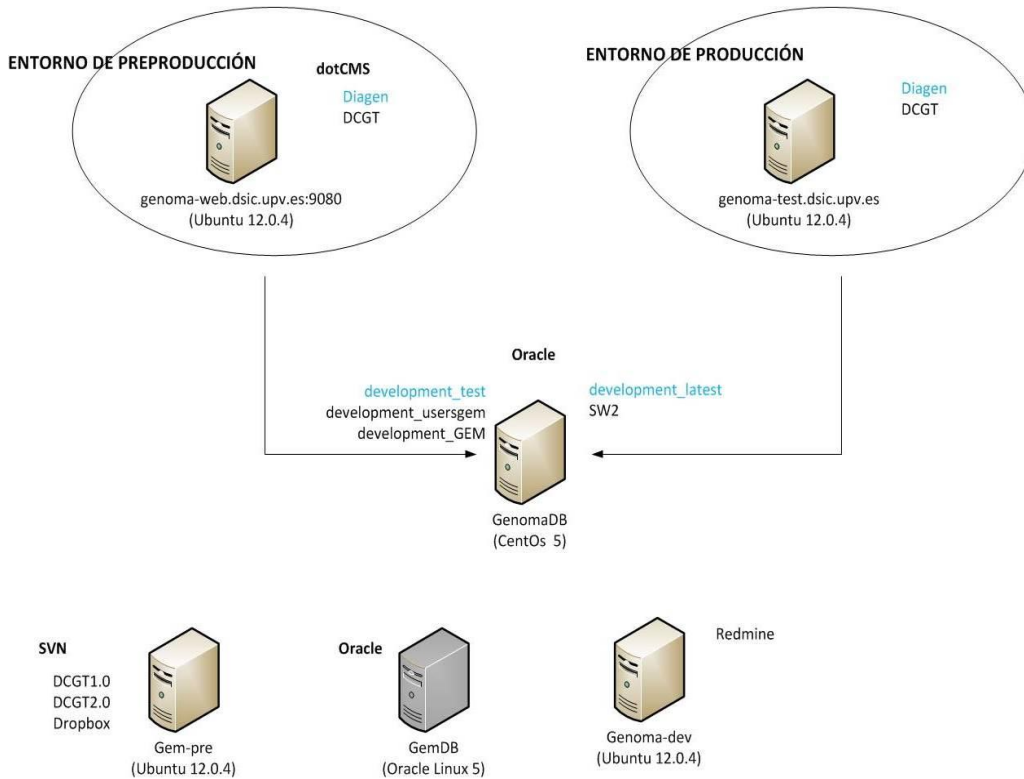 ENTORNO DE PREPRODUCCIÓN
dotCMS
Diagen
DCGT
genoma-web.dsic.upv.es:9080
(Ubuntu 12.0.4)
ENTORNO DE PRODUCCIÓN
Diagen
DCGT
genoma-test.dsic.upv.es
(Ubuntu 12.0.4)
Oracle
development_test
development_usersgem
development_GEM
development_latest
SW2
GenomaDB
(CentOs 5)
SVN
DCGT1.0
DCGT2.0
Dropbox
Gem-pre
(Ubuntu 12.0.4)
Oracle
GemDB
(Oracle Linux 5)
Redmine
Genoma-dev
(Ubuntu 12.0.4)